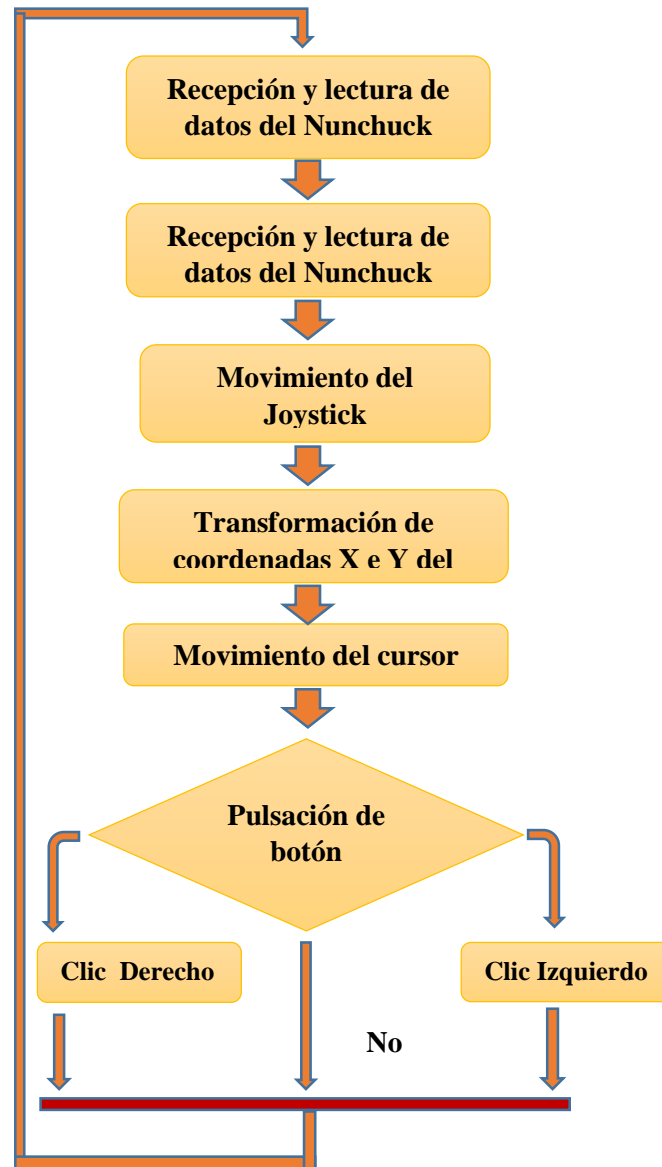 Recepción y lectura de
datos del Nunchuck
Recepción y lectura de
datos del Nunchuck
Movimiento del
Joystick
Transformación de
coordenadas X e Y del
Movimiento del cursor
Pulsación de
botón
Clic Derecho
Clic Izquierdo
No